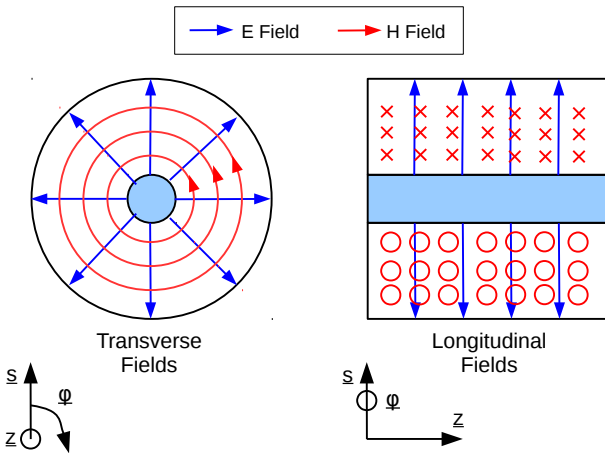 E Field
H Field
Transverse
Fields
Longitudinal
Fields
s
φ
z
s
φ
z